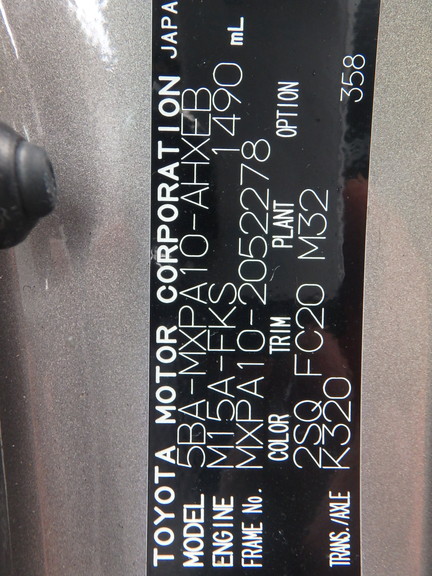 TOYOTA MOTOR CORPORATION JAPA
MODEL 5BA-MXPA10-AHXEB
ENGINE M15A-FKS 1490 mL
FRAME No. MXPA10-2052278
COLOR TRIM PLANT OPTION
2SQ FC20 M32
TRANS./AXLE K320 358